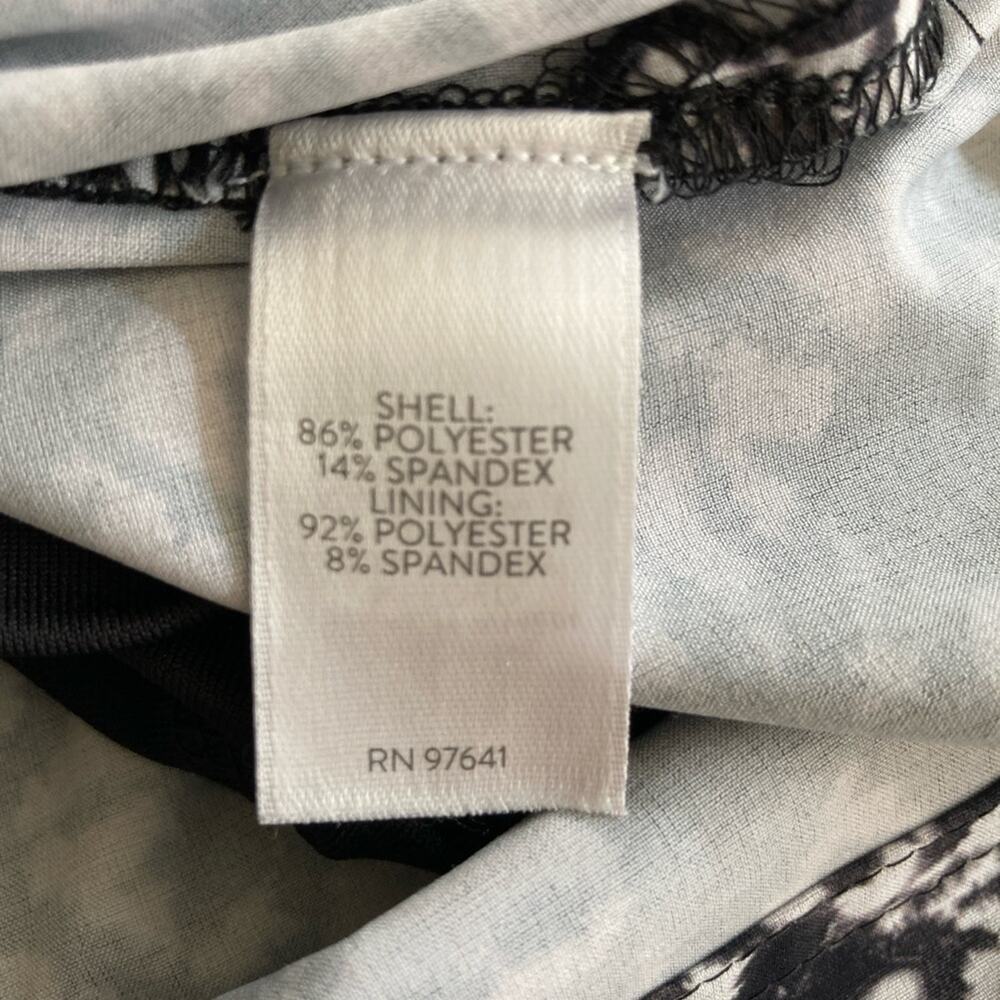 SHELL:
86% POLYESTER
14% SPANDEX
LINING:
92% POLYESTER
8% SPANDEX
RN 97641